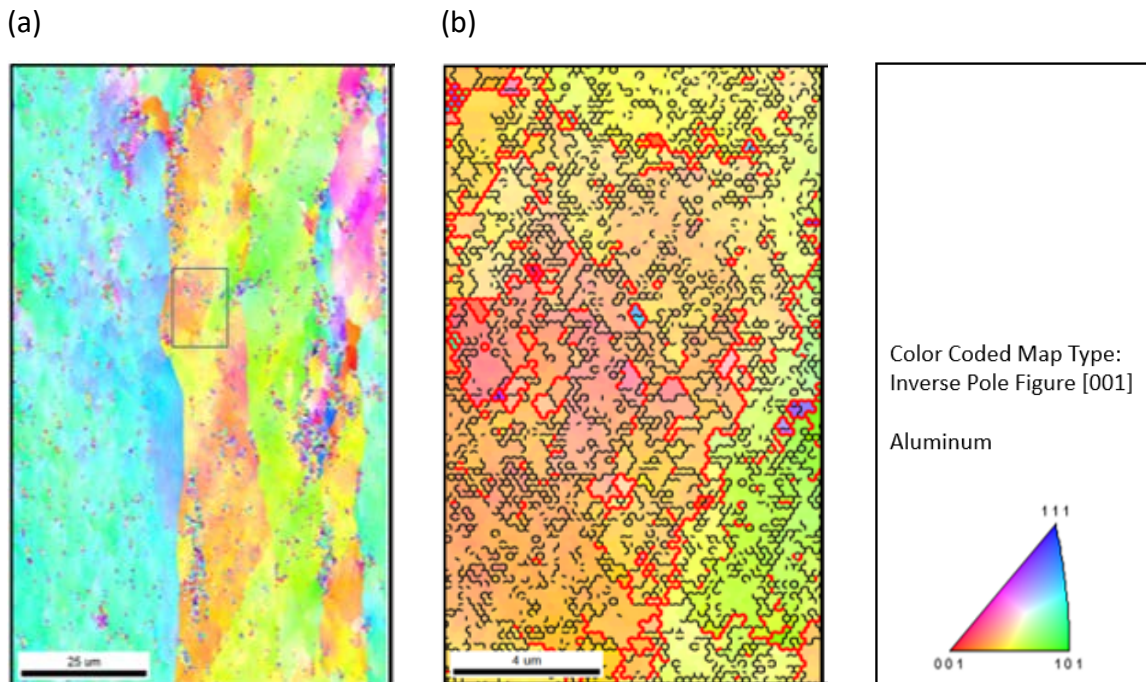 (a)
(b)
25 um
4 um
Color Coded Map Type:
Inverse Pole Figure [001]
Aluminum
111
001
101